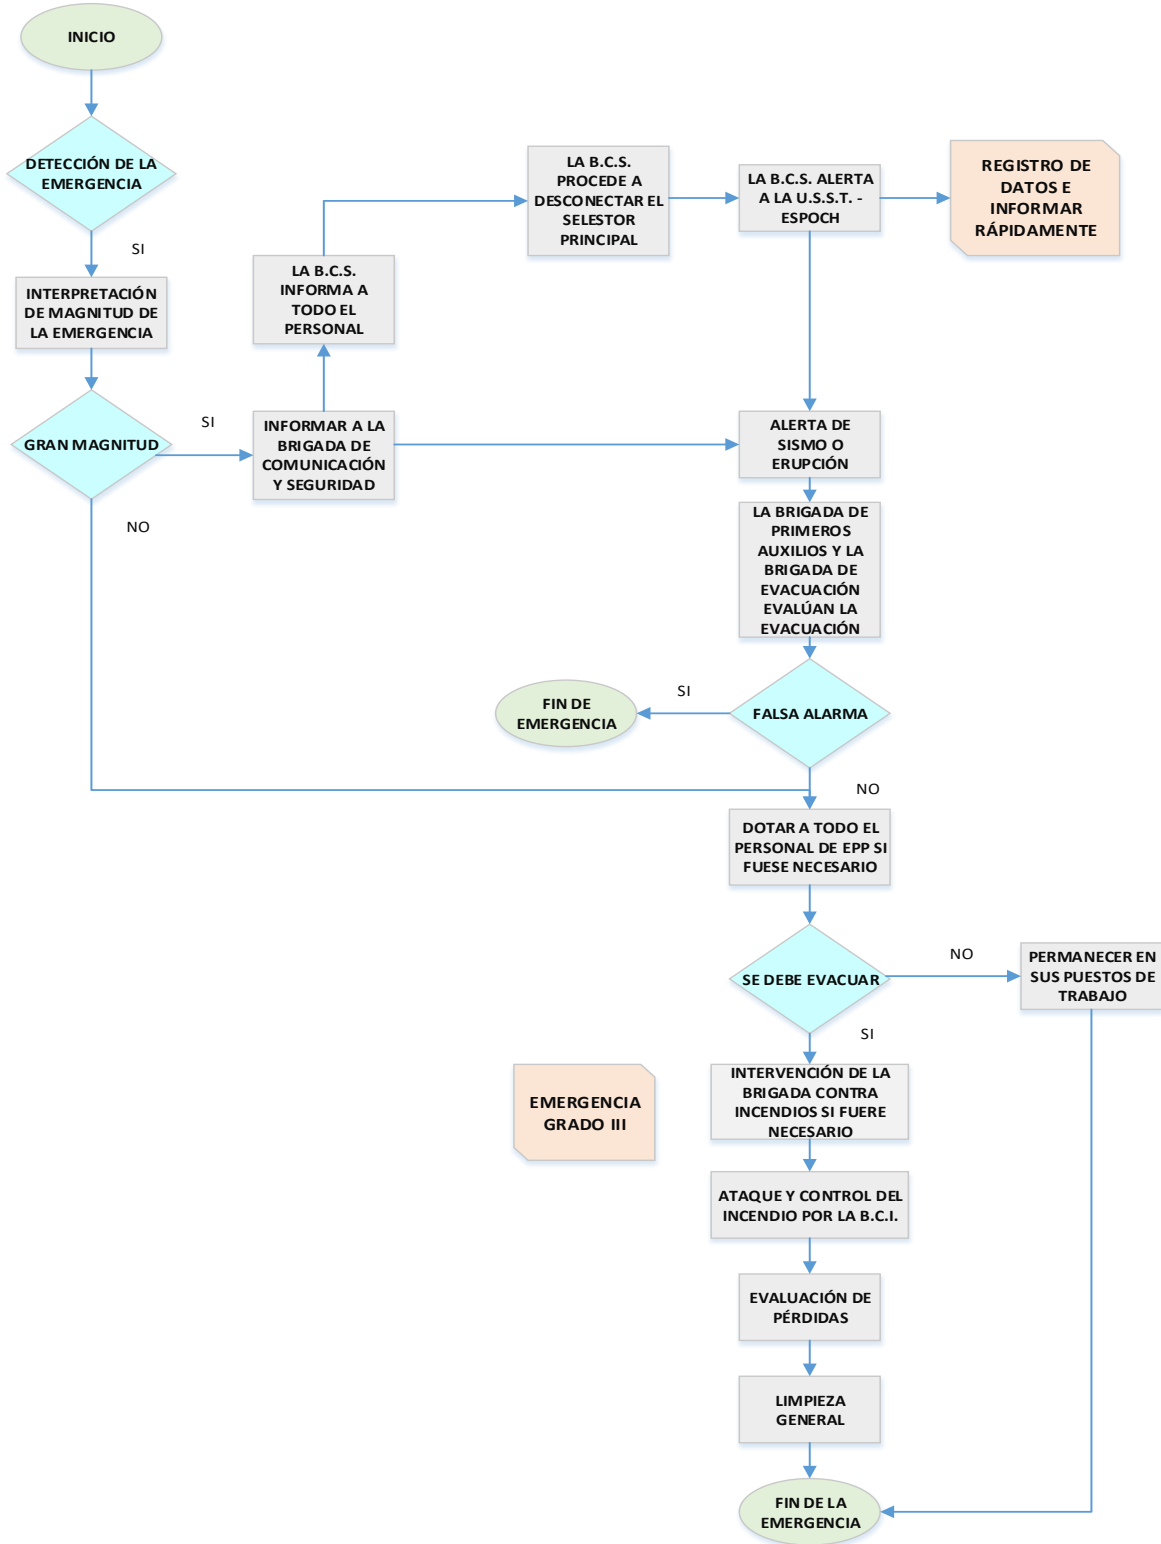 INICIO
DETECCIÓN DE LA
EMERGENCIA
SI
INTERPRETACIÓN
DE MAGNITUD DE
LA EMERGENCIA
GRAN MAGNITUD
SI
NO
INFORMAR A LA
BRIGADA DE
COMUNICACIÓN
Y SEGURIDAD
LA B.C.S.
INFORMA A
TODO EL
PERSONAL
LA B.C.S.
PROCEDE A
DESCONECTAR EL
SELESTOR
PRINCIPAL
LA B.C.S. ALERTA
A LA U.S.S.T. -
ESPOCH
REGISTRO DE
DATOS E
INFORMAR
RÁPIDAMENTE
ALERTA DE
SISMO O
ERUPCIÓN
LA BRIGADA DE
PRIMEROS
AUXILIOS Y LA
BRIGADA DE
EVACUACIÓN
EVALÚAN LA
EVACUACIÓN
FALSA ALARMA
SI
FIN DE
EMERGENCIA
NO
DOTAR A TODO EL
PERSONAL DE EPP SI
FUESE NECESARIO
SE DEBE EVACUAR
NO
PERMANECER EN
SUS PUESTOS DE
TRABAJO
SI
EMERGENCIA
GRADO III
INTERVENCIÓN DE LA
BRIGADA CONTRA
INCENDIOS SI FUERE
NECESARIO
ATAQUE Y CONTROL DEL
INCENDIO POR LA B.C.I.
EVALUACIÓN DE
PÉRDIDAS
LIMPIEZA
GENERAL
FIN DE LA
EMERGENCIA